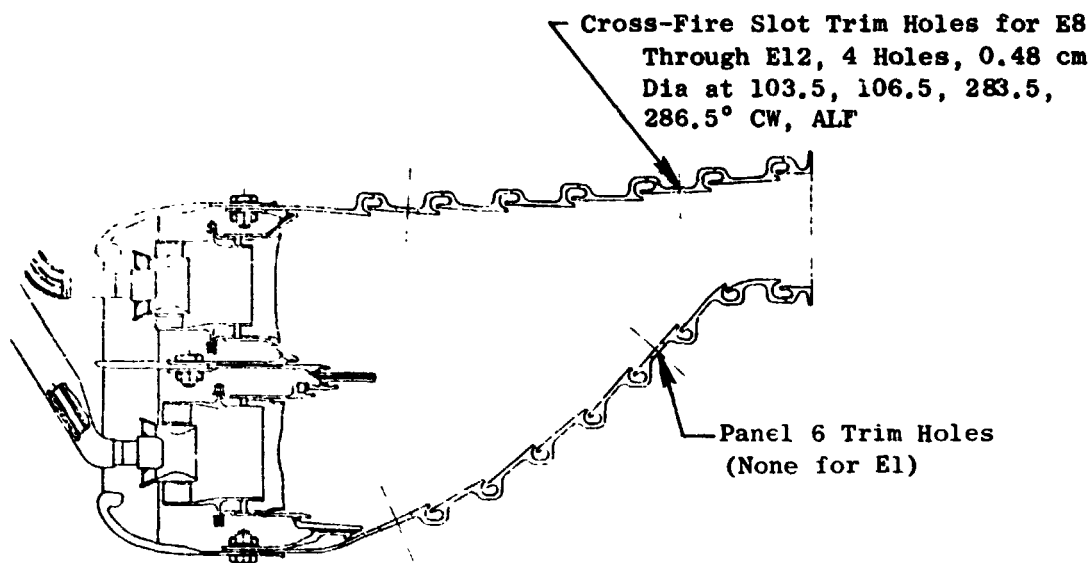 Cross-Fire Slot Trim Holes for E8
Through E12, 4 Holes, 0.48 cm
Dia at 103.5, 106.5, 283.5,
286.5° CW, ALF
Panel 6 Trim Holes
(None for E1)